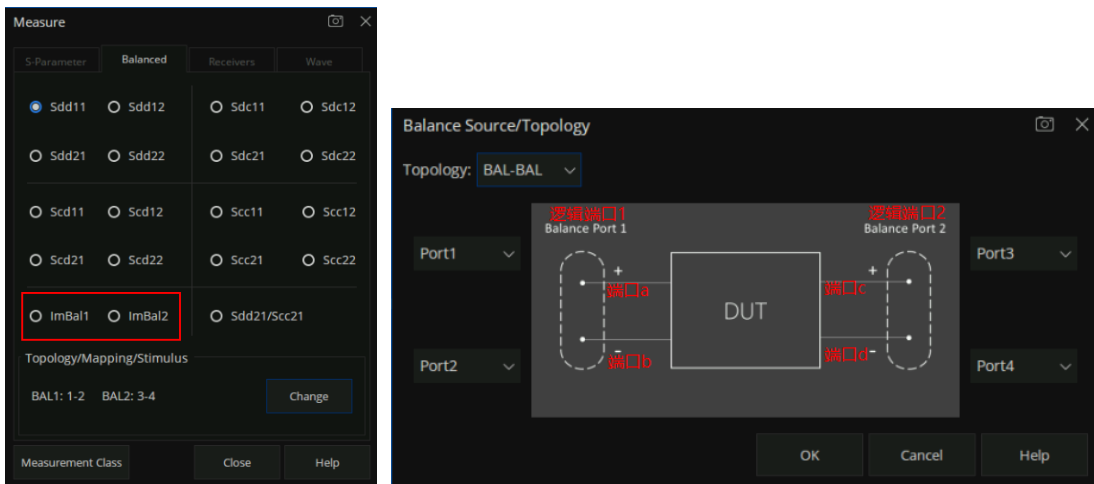 Measure
S-Parameter Balanced Receivers Wave
Sdd11 Sdd12 Sdc11 Sdc12
Sdd21 Sdd22 Sdc21 Sdc22
Scd11 Scd12 Scc11 Scc12
Scd21 Scd22 Scc21 Scc22
ImBal1 ImBal2 Sdd21/Scc21
Topology/Mapping/Stimulus
BAL1: 1-2 BAL2: 3-4 Change
Measurement Class Close Help
Balance Source/Topology
Topology: BAL-BAL
逻辑端口1 逻辑端口2
Balance Port 1 Balance Port 2
Port1 Port3
+ +
端口a 端口c
DUT
- -
端口b 端口d
Port2 Port4
OK Cancel Help